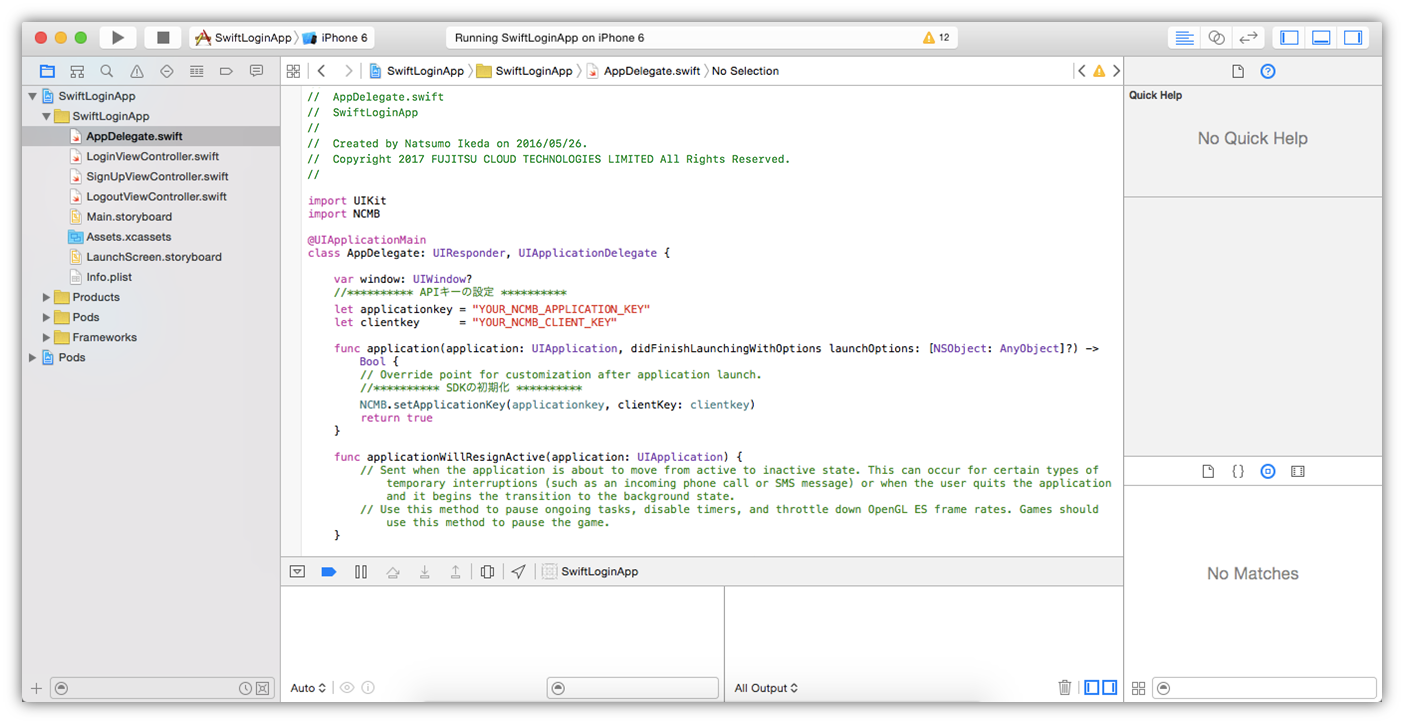 SwiftLoginApp
iPhone 6
Running SwiftLoginApp on iPhone 6
12
SwiftLoginApp
SwiftLoginApp
AppDelegate.swift
No Selection
SwiftLoginApp
SwiftLoginApp
AppDelegate.swift
LoginViewController.swift
SignUpViewController.swift
LogoutViewController.swift
Main.storyboard
Assets.xcassets
LaunchScreen.storyboard
Info.plist
Products
Pods
Frameworks
Pods
// AppDelegate.swift
// SwiftLoginApp
//
// Created by Natsumo Ikeda on 2016/05/26.
// Copyright 2017 FUJITSU CLOUD TECHNOLOGIES LIMITED All Rights Reserved.
//
import UIKit
import NCMB
@UIApplicationMain
class AppDelegate: UIResponder, UIApplicationDelegate {
var window: UIWindow?
//********** APIキーの設定 **********
let applicationkey = "YOUR_NCMB_APPLICATION_KEY"
let clientkey      = "YOUR_NCMB_CLIENT_KEY"
func application(application: UIApplication, didFinishLaunchingWithOptions launchOptions: [NSObject: AnyObject]?) ->
Bool {
// Override point for customization after application launch.
//********** SDKの初期化 **********
NCMB.setApplicationKey(applicationkey, clientKey: clientkey)
return true
}
func applicationWillResignActive(application: UIApplication) {
// Sent when the application is about to move from active to inactive state. This can occur for certain types of
temporary interruptions (such as an incoming phone call or SMS message) or when the user quits the application
and it begins the transition to the background state.
// Use this method to pause ongoing tasks, disable timers, and throttle down OpenGL ES frame rates. Games should
use this method to pause the game.
}
SwiftLoginApp
Auto
All Output
Quick Help
No Quick Help
{ }
No Matches